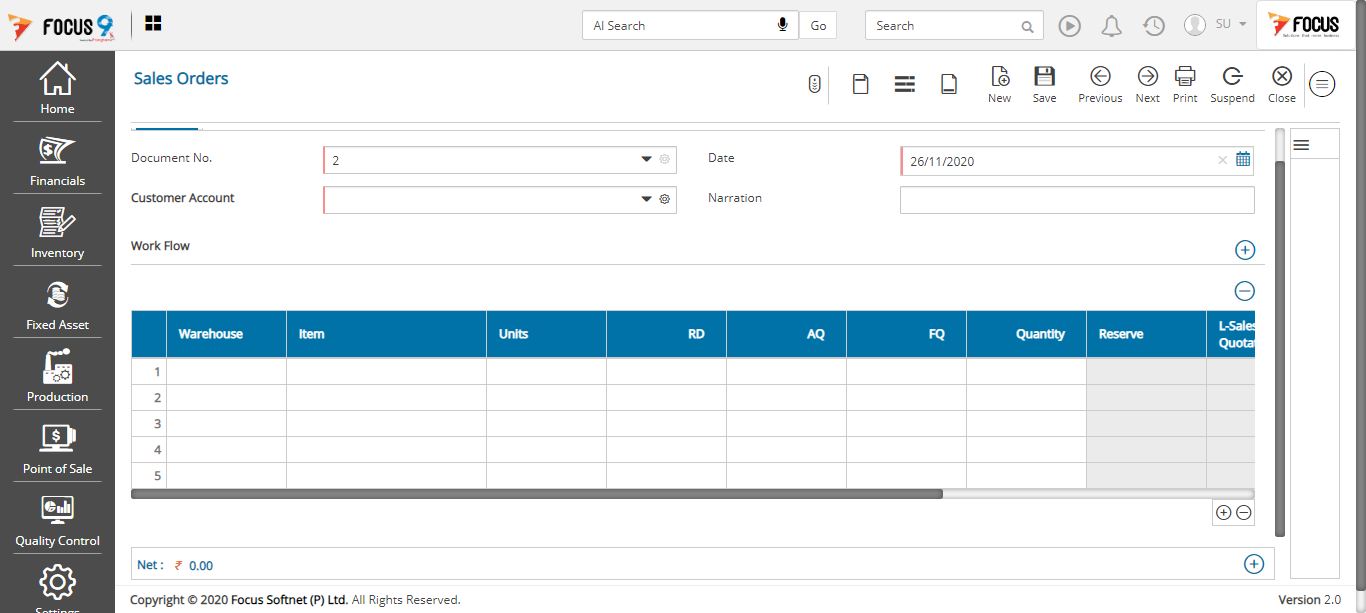 FOCUS 9
AI Search
Go
Search
SU
FOCUS
Home
Financials
Inventory
Fixed Asset
Production
Point of Sale
Quality Control
Settings
Sales Orders
New
Save
Previous
Next
Print
Suspend
Close
Document No.
2
Date
26/11/2020
Customer Account
Narration
Work Flow
Warehouse
Item
Units
RD
AQ
FQ
Quantity
Reserve
L-Sales
Quota
1
2
3
4
5
Net : ₹ 0.00
Copyright © 2020 Focus Softnet (P) Ltd. All Rights Reserved.
Version 2.0